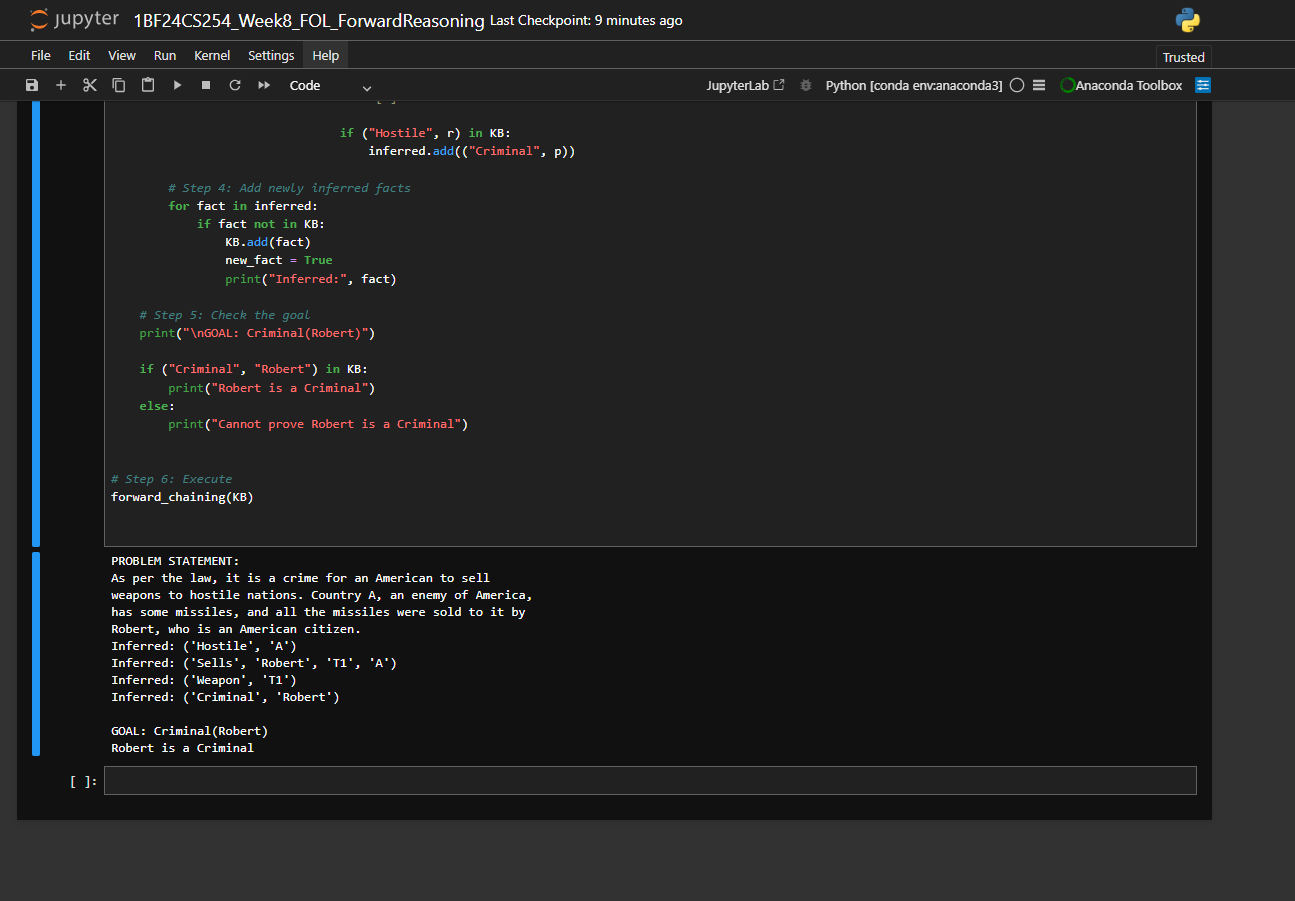 jupyter 1BF24CS254_Week8_FOL_ForwardReasoning Last Checkpoint: 9 minutes ago
File Edit View Run Kernel Settings Help Trusted
Code JupyterLab Python [conda env:anaconda3] Anaconda Toolbox
if ("Hostile", r) in KB:
inferred.add(("Criminal", p))
# Step 4: Add newly inferred facts
for fact in inferred:
if fact not in KB:
KB.add(fact)
new_fact = True
print("Inferred:", fact)
# Step 5: Check the goal
print("\nGOAL: Criminal(Robert)")
if ("Criminal", "Robert") in KB:
print("Robert is a Criminal")
else:
print("Cannot prove Robert is a Criminal")
# Step 6: Execute
forward_chaining(KB)
PROBLEM STATEMENT:
As per the law, it is a crime for an American to sell
weapons to hostile nations. Country A, an enemy of America,
has some missiles, and all the missiles were sold to it by
Robert, who is an American citizen.
Inferred: ('Hostile', 'A')
Inferred: ('Sells', 'Robert', 'T1', 'A')
Inferred: ('Weapon', 'T1')
Inferred: ('Criminal', 'Robert')
GOAL: Criminal(Robert)
Robert is a Criminal
[ ]: